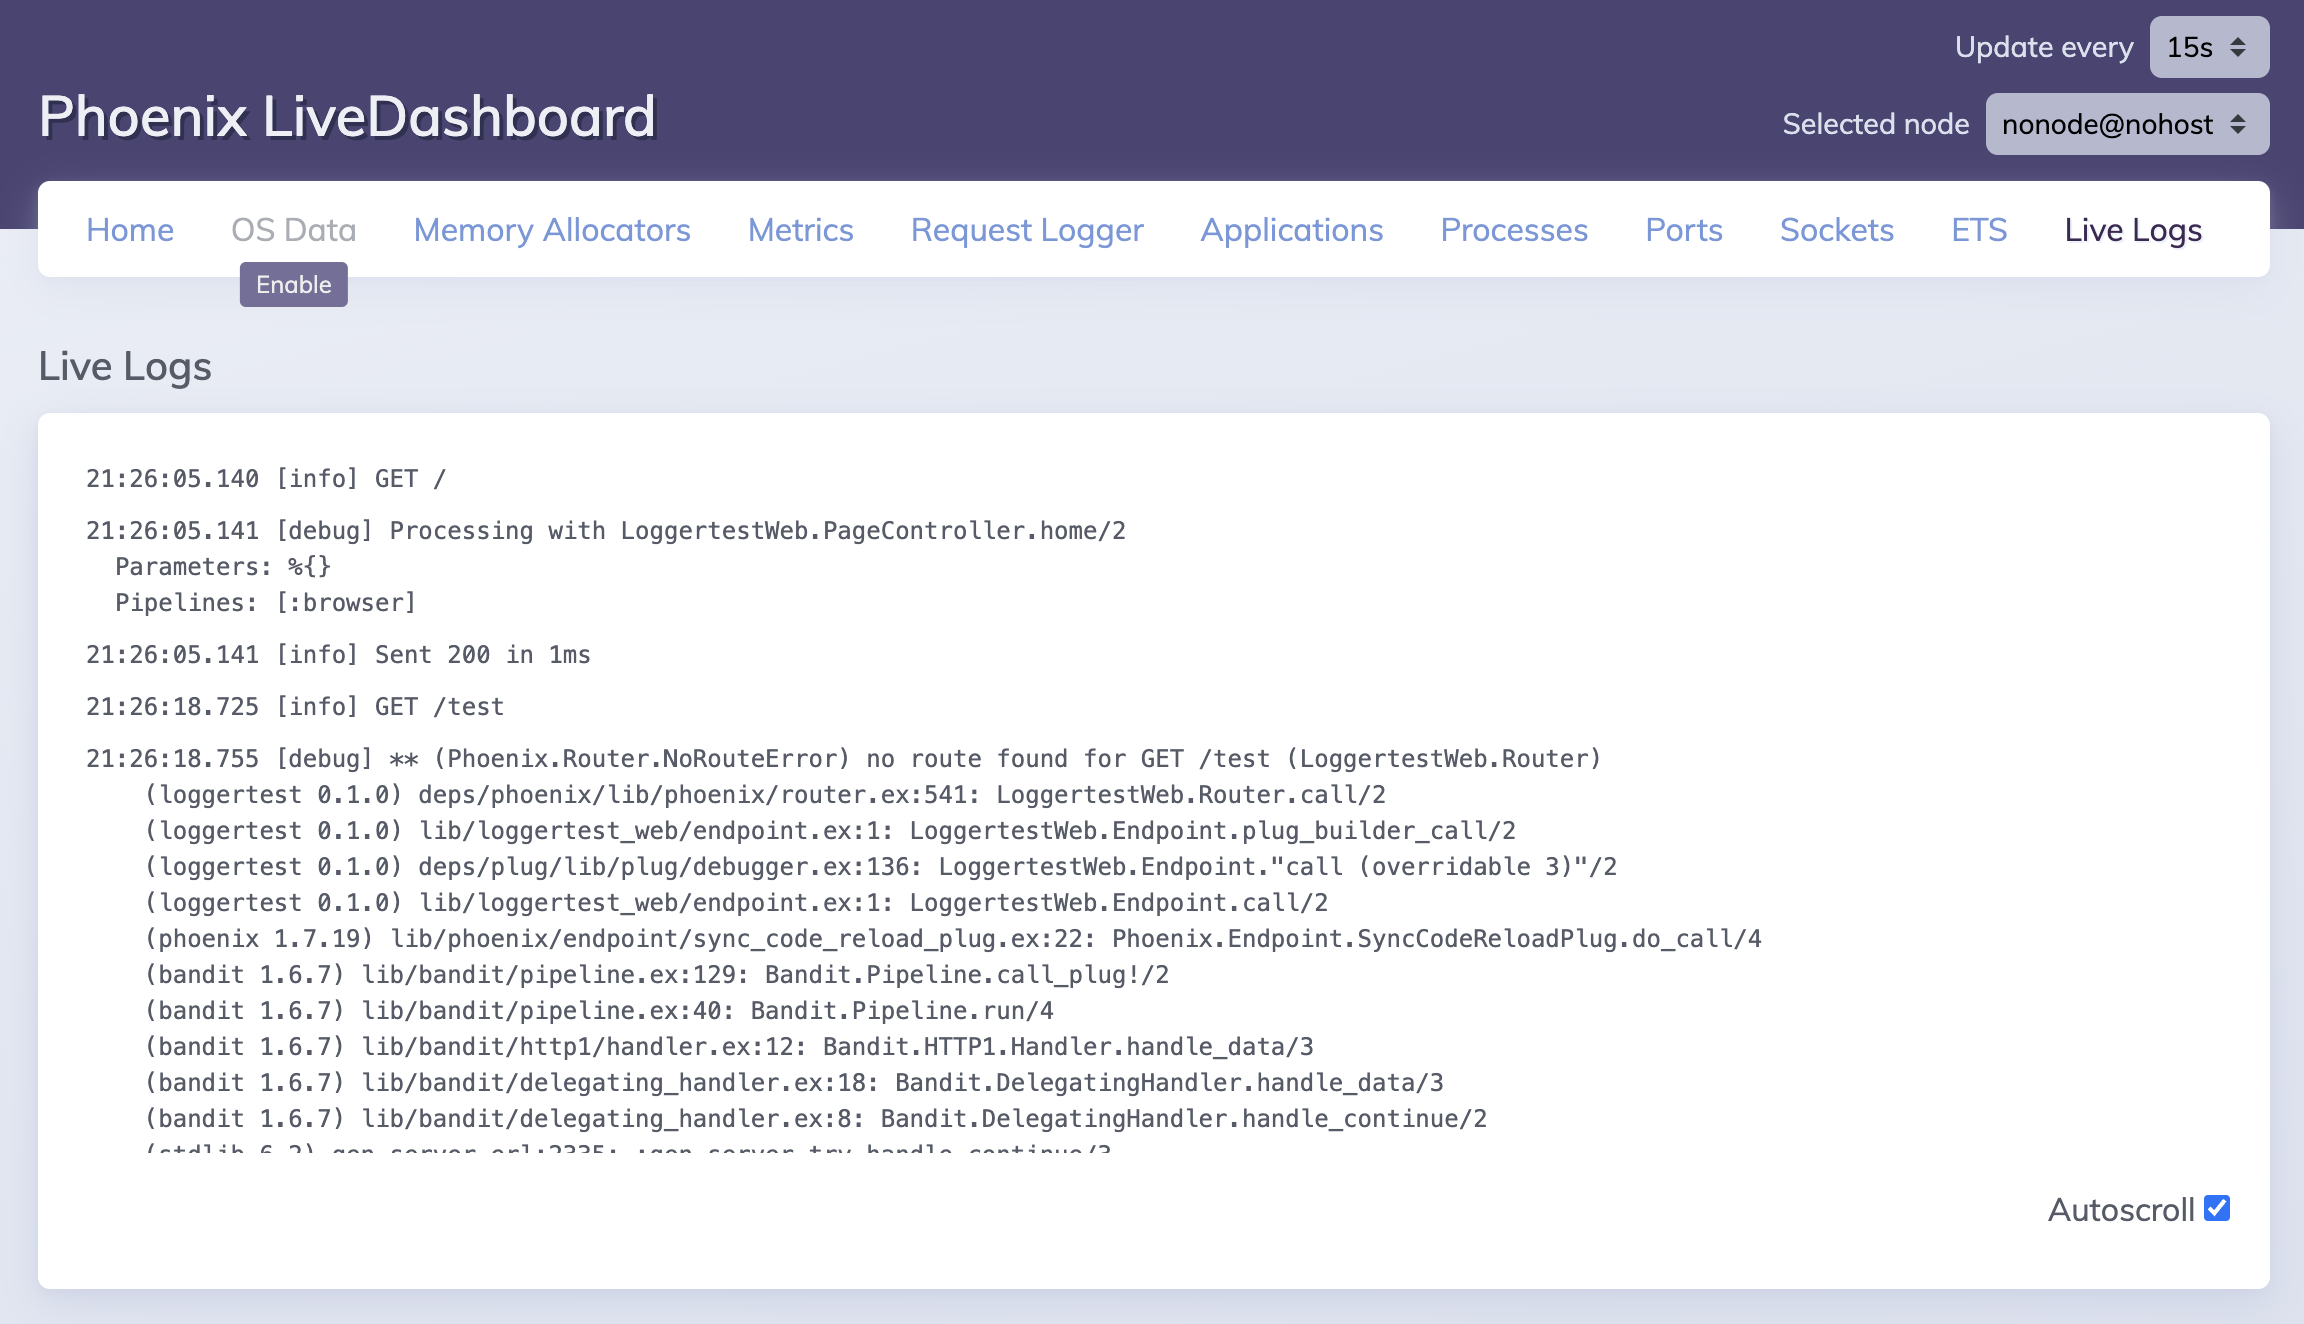 Update every 15s
Phoenix LiveDashboard
Selected node nonode@nohost
Home OS Data Memory Allocators Metrics Request Logger Applications Processes Ports Sockets ETS Live Logs
Enable
Live Logs
21:26:05.140 [info] GET /
21:26:05.141 [debug] Processing with LoggertestWeb.PageController.home/2
Parameters: %{}
Pipelines: [:browser]
21:26:05.141 [info] Sent 200 in 1ms
21:26:18.725 [info] GET /test
21:26:18.755 [debug] ** (Phoenix.Router.NoRouteError) no route found for GET /test (LoggertestWeb.Router)
(loggertest 0.1.0) deps/phoenix/lib/phoenix/router.ex:541: LoggertestWeb.Router.call/2
(loggertest 0.1.0) lib/loggertest_web/endpoint.ex:1: LoggertestWeb.Endpoint.plug_builder_call/2
(loggertest 0.1.0) deps/plug/lib/plug/debugger.ex:136: LoggertestWeb.Endpoint."call (overridable 3)"/2
(loggertest 0.1.0) lib/loggertest_web/endpoint.ex:1: LoggertestWeb.Endpoint.call/2
(phoenix 1.7.19) lib/phoenix/endpoint/sync_code_reload_plug.ex:22: Phoenix.Endpoint.SyncCodeReloadPlug.do_call/4
(bandit 1.6.7) lib/bandit/pipeline.ex:129: Bandit.Pipeline.call_plug!/2
(bandit 1.6.7) lib/bandit/pipeline.ex:40: Bandit.Pipeline.run/4
(bandit 1.6.7) lib/bandit/http1/handler.ex:12: Bandit.HTTP1.Handler.handle_data/3
(bandit 1.6.7) lib/bandit/delegating_handler.ex:18: Bandit.DelegatingHandler.handle_data/3
(bandit 1.6.7) lib/bandit/delegating_handler.ex:8: Bandit.DelegatingHandler.handle_continue/2
(stdlib 6.2) gen_server.erl:2335: :gen_server.try_handle_continue/3
Autoscroll